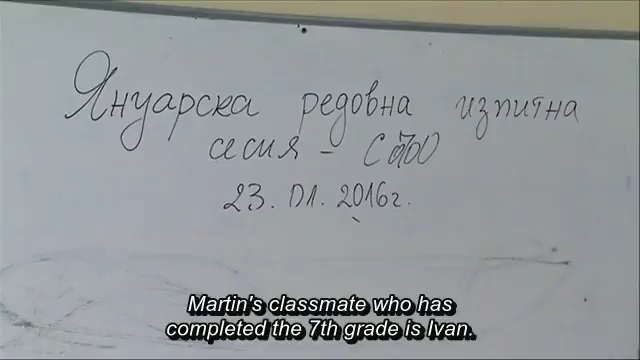 Януарска редовна изпитна
сесия –
23.01.2016г.
Martin's classmate who has
completed the 7th grade is Ivan.